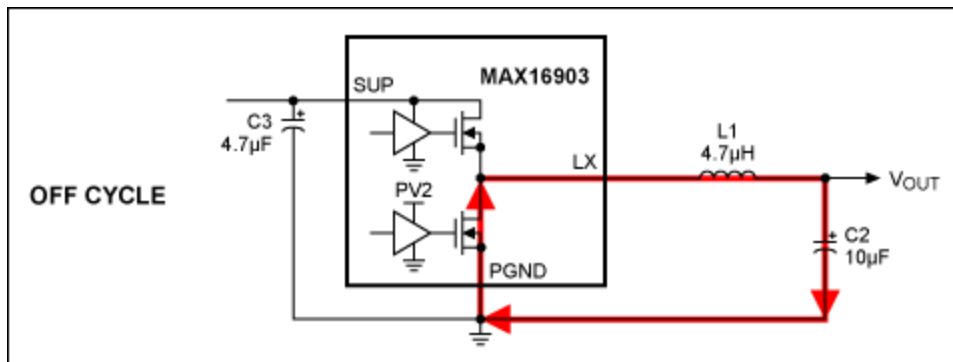 MAX16903
SUP
C3
4.7µF
+
L1
4.7µH
LX
OFF CYCLE
PV2
VOUT
+
C2
10µF
PGND